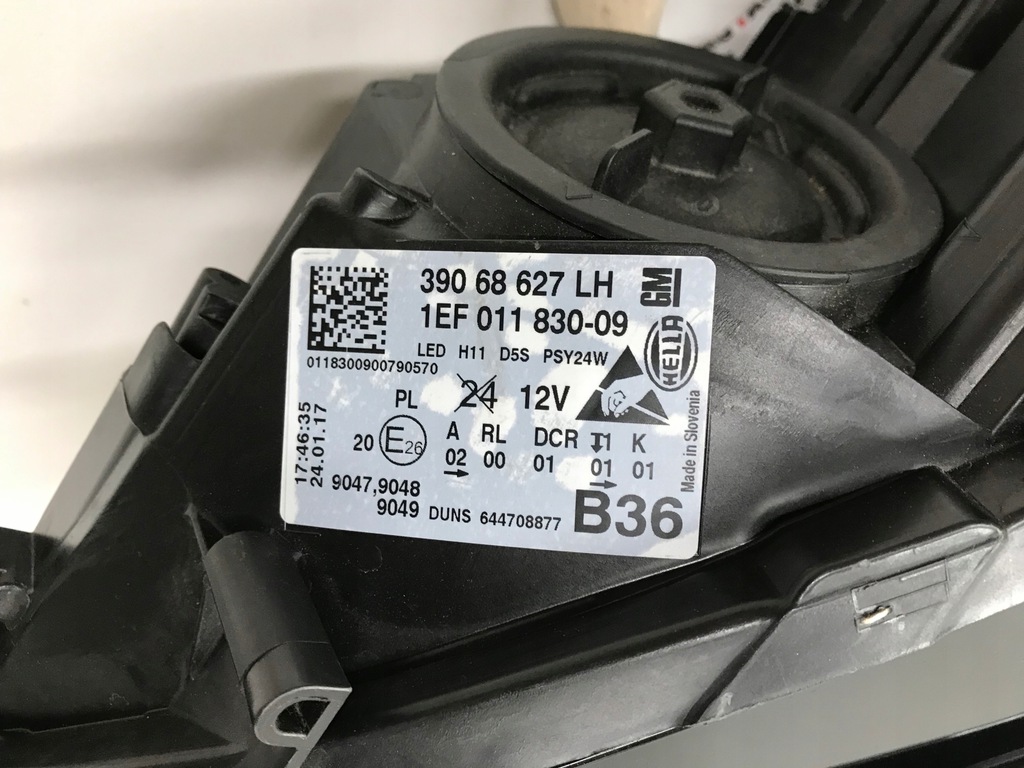 390 68 627 LH
GM
1EF 011 830-09
HELLA
LED H11 D5S PSY24W
0118300900790570
PL 24 12V
20 E26
A RL DCR 11 K
02 00 01 01 01
17:46:35
24.01.17
9047,9048
9049 DUNS 644708877
B36
Made in Slovenia